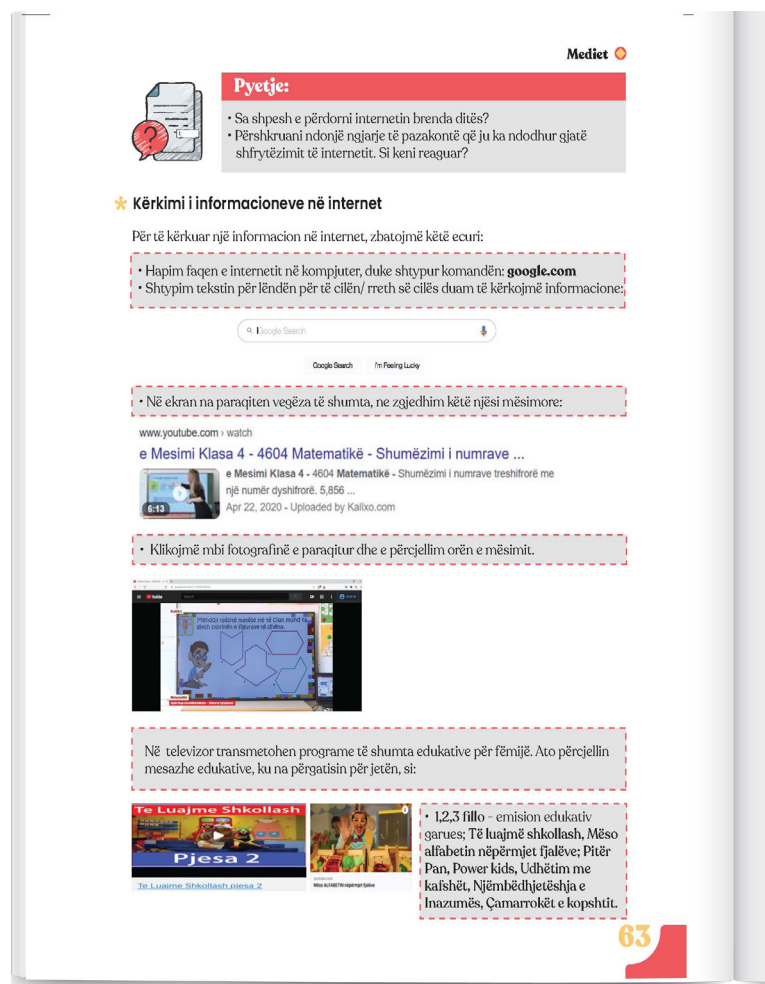 Mediet
Pyetje:
• Sa shpesh e përdorni internetin brenda ditës?
• Përshkruani ndonjë ngjarje të pazakontë që ju ka ndodhur gjatë
shfrytëzimit të internetit. Si keni reaguar?
Kërkimi i informacioneve në internet
Për të kërkuar një informacion në internet, zbatojmë këtë ecuri:
• Hapim faqen e internetit në kompjuter, duke shtypur komandën: google.com
• Shtypim tekstin për lëndën për të cilën/ rreth së cilës duam të kërkojmë informacione:
Google Search
Google Search I'm Feeling Lucky
• Në ekran na paraqiten vegëza të shumta, ne zgjedhim këtë njësi mësimore:
www.youtube.com › watch
e Mesimi Klasa 4 - 4604 Matematikë - Shumëzimi i numrave ...
e Mesimi Klasa 4 - 4604 Matematikë - Shumëzimi i numrave treshifrorë me
një numër dyshifrorë. 5,856 ...
6:13
Apr 22, 2020 - Uploaded by Kallxo.com
• Klikojmë mbi fotografinë e paraqitur dhe e përcjellim orën e mësimit.
YouTube
Search
Në televizor transmetohen programe të shumta edukative për fëmijë. Ato përcjellin
mesazhe edukative, ku na përgatisin për jetën, si:
Te Luajme Shkollash
Pjesa 2
Te Luajme Shkollash pjesa 2
youtube.com
Mëso ALFABETIN nëpërmjet fjalëve
• 1,2,3 fillo - emision edukativ
garues; Të luajmë shkollash, Mëso
alfabetin nëpërmjet fjalëve; Pitër
Pan, Power kids, Udhëtim me
kafshët, Njëmbëdhjetëshja e
Inazumës, Çamarrokët e kopshtit.
63